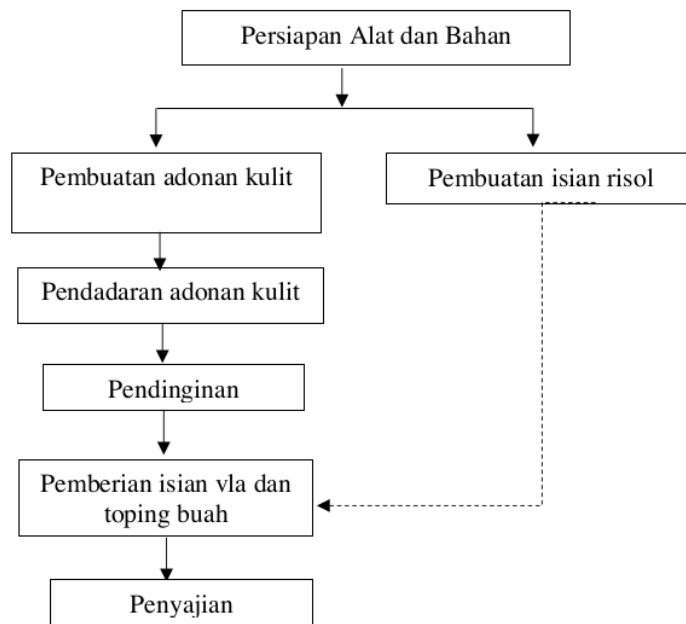 Persiapan Alat dan Bahan
Pembuatan adonan kulit
Pembuatan isian risol
Pendadaran adonan kulit
Pendinginan
Pemberian isian vla dan
toping buah
Penyajian